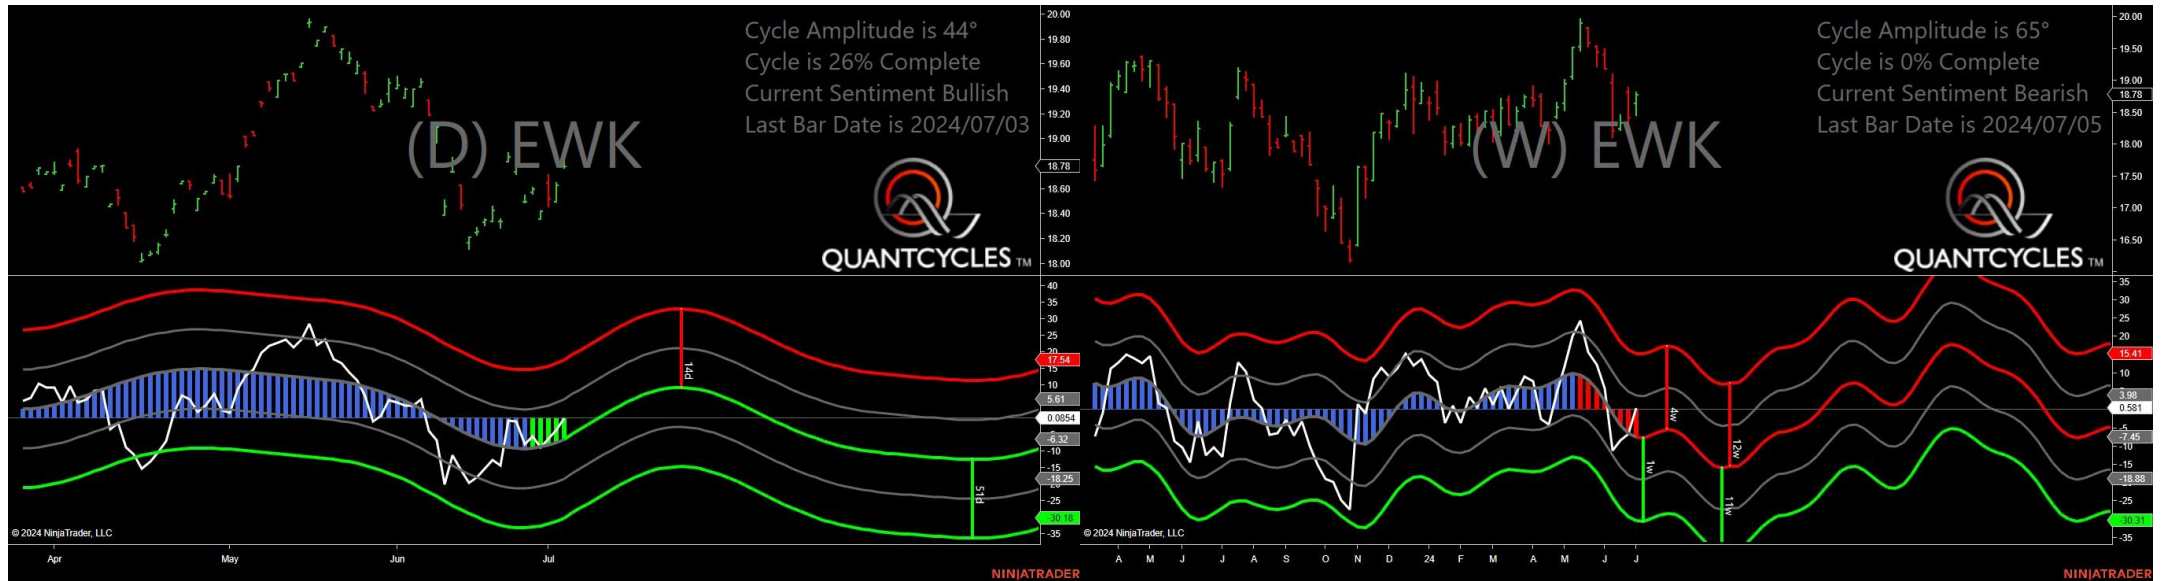 Cycle Amplitude is 44°
Cycle is 26% Complete
Current Sentiment Bullish
Last Bar Date is 2024/07/03
(D) EWK
QUANTCYCLES TM
20.00
19.80
19.60
19.40
19.20
19.00
18.78
18.60
18.40
18.20
18.00
40
35
30
25
20
17.54
15
10
5.61
0.0854
-6.32
-10
-15
-18.25
-25
-30.18
-35
14d
51d
© 2024 NinjaTrader, LLC
Apr May Jun Jul
NINJATRADER
Cycle Amplitude is 65°
Cycle is 0% Complete
Current Sentiment Bearish
Last Bar Date is 2024/07/05
(W) EWK
QUANTCYCLES TM
20.00
19.50
19.00
18.78
18.50
18.00
17.50
17.00
16.50
35
30
25
20
15.41
10
3.98
0.581
-5
-7.45
-10
-15
-18.88
-25
-30.31
-35
1w
4w
11w
12w
© 2024 NinjaTrader, LLC
A M J J A S O N D 24 F M A M J J
NINJATRADER